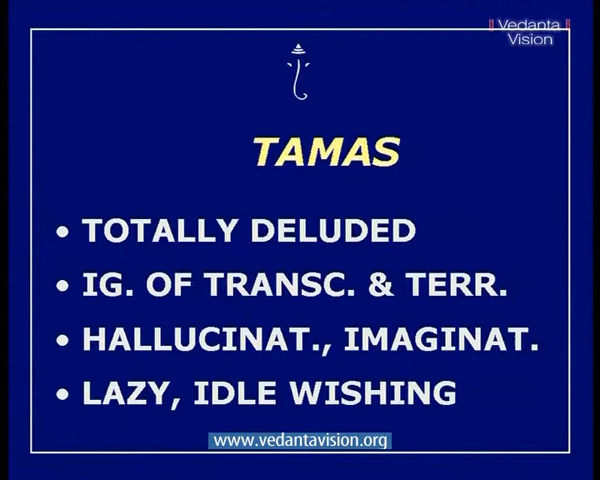 Vedanta
Vision
TAMAS
• TOTALLY DELUDED
• IG. OF TRANSC. & TERR.
• HALLUCINAT., IMAGINAT.
• LAZY, IDLE WISHING
www.vedantavision.org